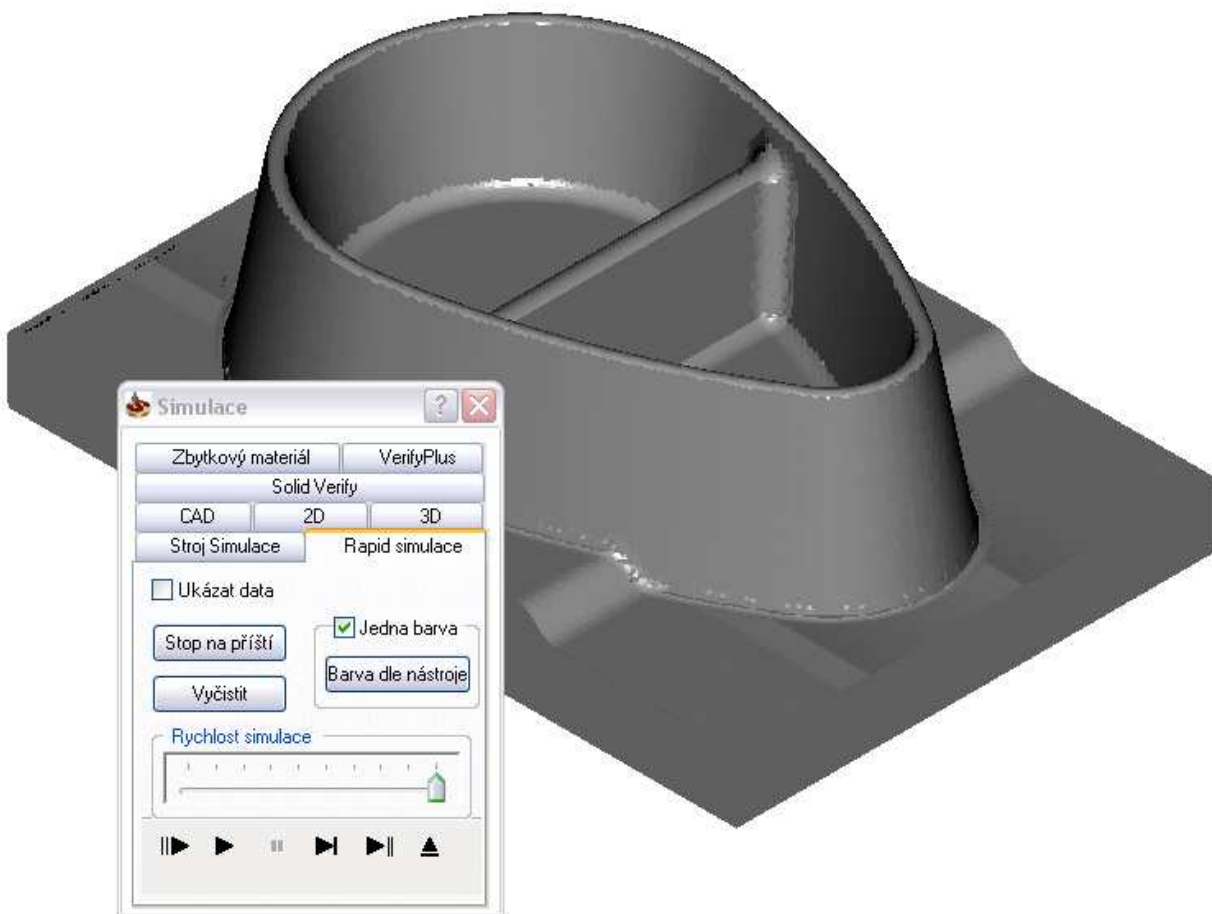 Simulace
Zbytkový materiál VerifyPlus
Solid Verify
CAD 2D 3D
Stroj Simulace Rapid simulace
Ukázat data
Jedna barva
Stop na příští
Barva dle nástroje
Vyčistit
Rychlost simulace